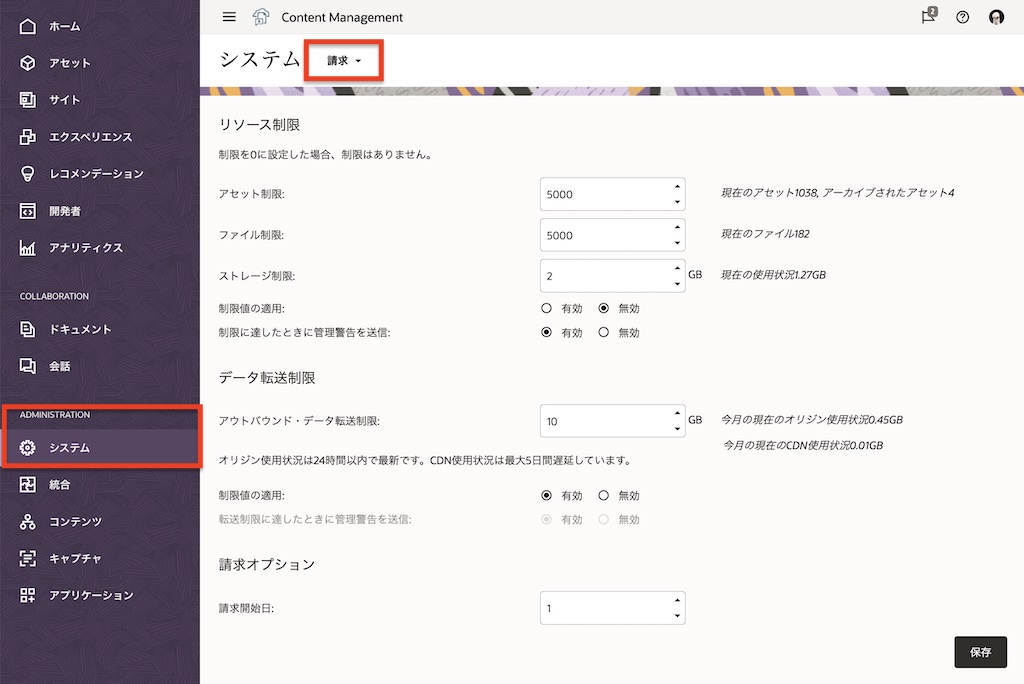 ホーム
アセット
サイト
エクスペリエンス
レコメンデーション
開発者
アナリティクス
COLLABORATION
ドキュメント
会話
ADMINISTRATION
システム
統合
コンテンツ
キャプチャ
アプリケーション
Content Management
2
システム 請求
リソース制限
制限を0に設定した場合、制限はありません。
アセット制限: 5000 現在のアセット1038, アーカイブされたアセット4
ファイル制限: 5000 現在のファイル182
ストレージ制限: 2 GB 現在の使用状況1.27GB
制限値の適用: 有効 無効
制限に達したときに管理警告を送信: 有効 無効
データ転送制限
アウトバウンド・データ転送制限: 10 GB 今月の現在のオリジン使用状況0.45GB
今月の現在のCDN使用状況0.01GB
オリジン使用状況は24時間以内で最新です。CDN使用状況は最大5日間遅延しています。
制限値の適用: 有効 無効
転送制限に達したときに管理警告を送信: 有効 無効
請求オプション
請求開始日: 1
保存